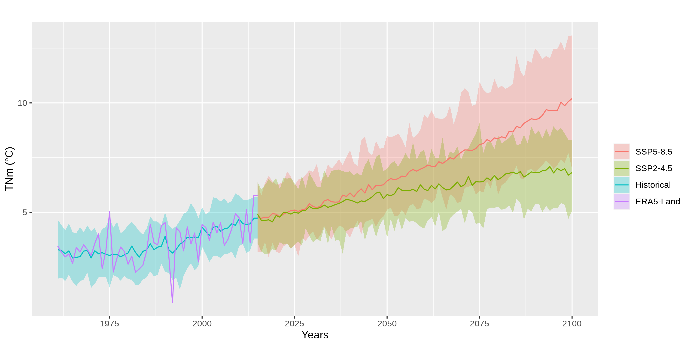 TNm (°C)
10
5
1975
2000
2025
2050
2075
2100
Years
SSP5-8.5
SSP2-4.5
Historical
ERA5-Land